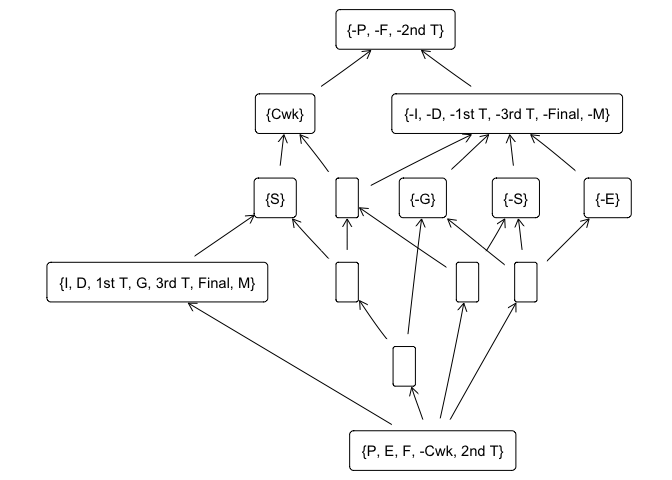 {-P, -F, -2nd T}
{Cwk}
{-I, -D, -1st T, -3rd T, -Final, -M}
{S}
{-G}
{-S}
{-E}
{I, D, 1st T, G, 3rd T, Final, M}
{P, E, F, -Cwk, 2nd T}